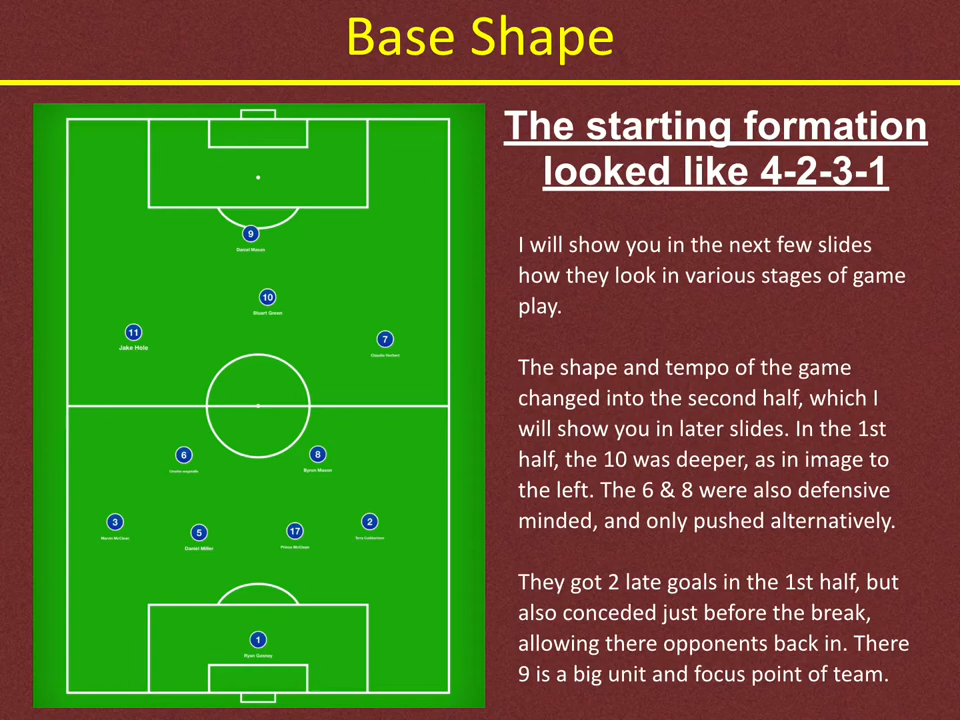 Base Shape
The starting formation
looked like 4-2-3-1
I will show you in the next few slides
how they look in various stages of game
play.
The shape and tempo of the game
changed into the second half, which I
will show you in later slides. In the 1st
half, the 10 was deeper, as in image to
the left. The 6 & 8 were also defensive
minded, and only pushed alternatively.
They got 2 late goals in the 1st half, but
also conceded just before the break,
allowing there opponents back in. There
9 is a big unit and focus point of team.
9
Daniel
10
Stuart Green
11
Jake Hole
7
Claudio Herbert
6
8
Byron
3
5
Daniel Miller
17
Prince McClean
2
Terry
1
Ryan